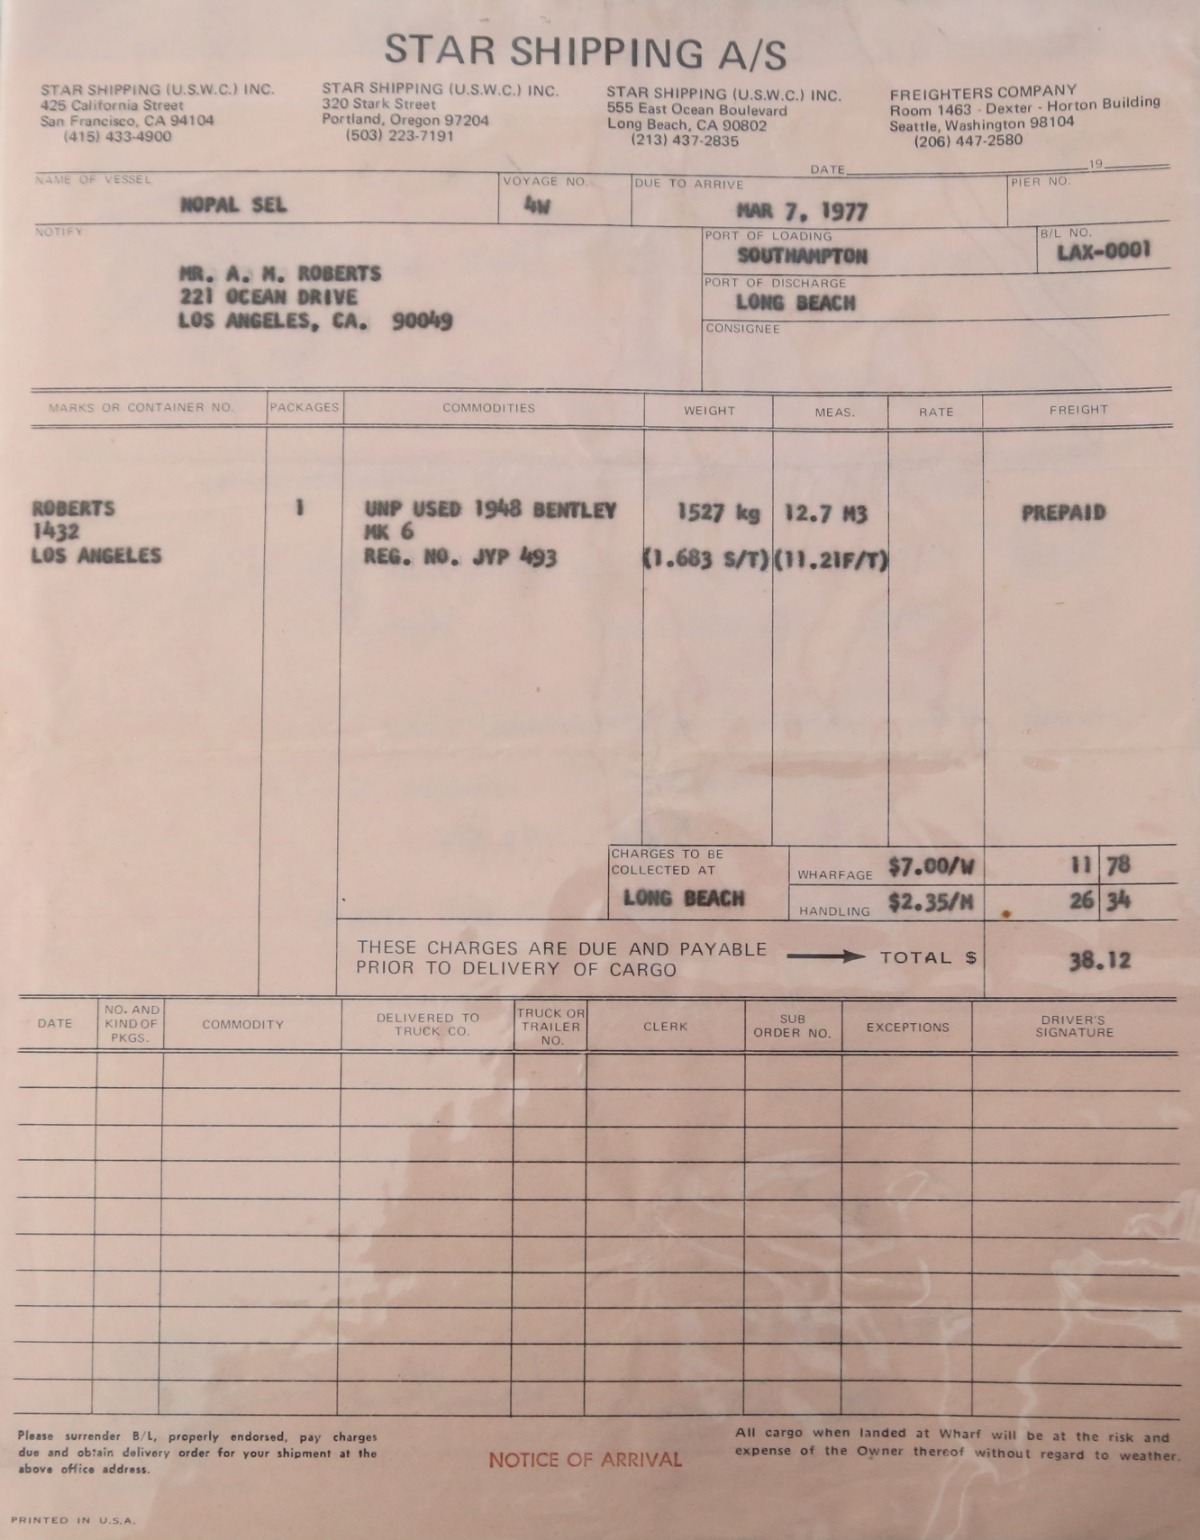 STAR SHIPPING A/S
STAR SHIPPING (U.S.W.C.) INC.
425 California Street
San Francisco, CA 94104
(415) 433-4900
STAR SHIPPING (U.S.W.C.) INC.
320 Stark Street
Portland, Oregon 97204
(503) 223-7191
STAR SHIPPING (U.S.W.C.) INC.
555 East Ocean Boulevard
Long Beach, CA 90802
(213) 437-2835
FREIGHTERS COMPANY
Room 1463 - Dexter - Horton Building
Seattle, Washington 98104
(206) 447-2580
DATE 19
NAME OF VESSEL
NOPAL SEL
VOYAGE NO.
4W
DUE TO ARRIVE
MAR 7, 1977
PIER NO.
NOTIFY
MR. A. M. ROBERTS
221 OCEAN DRIVE
LOS ANGELES, CA. 90049
PORT OF LOADING
SOUTHAMPTON
B/L NO.
LAX-0001
PORT OF DISCHARGE
LONG BEACH
CONSIGNEE
MARKS OR CONTAINER NO. PACKAGES COMMODITIES WEIGHT MEAS. RATE FREIGHT
ROBERTS 1 UNP USED 1948 BENTLEY 1527 kg 12.7 M3 PREPAID
1432 MK 6
LOS ANGELES REG. NO. JYP 493 (1.683 S/T) (11.21F/T)
CHARGES TO BE
COLLECTED AT
LONG BEACH
WHARFAGE $7.00/W 11 78
HANDLING $2.35/M 26 34
THESE CHARGES ARE DUE AND PAYABLE
PRIOR TO DELIVERY OF CARGO
TOTAL $ 38.12
DATE
NO. AND
KIND OF
PKGS.
COMMODITY
DELIVERED TO
TRUCK CO.
TRUCK OR
TRAILER
NO.
CLERK
SUB
ORDER NO.
EXCEPTIONS
DRIVER'S
SIGNATURE
Please surrender B/L, properly endorsed, pay charges
due and obtain delivery order for your shipment at the
above office address.
NOTICE OF ARRIVAL
All cargo when landed at Wharf will be at the risk and
expense of the Owner thereof without regard to weather.
PRINTED IN U.S.A.